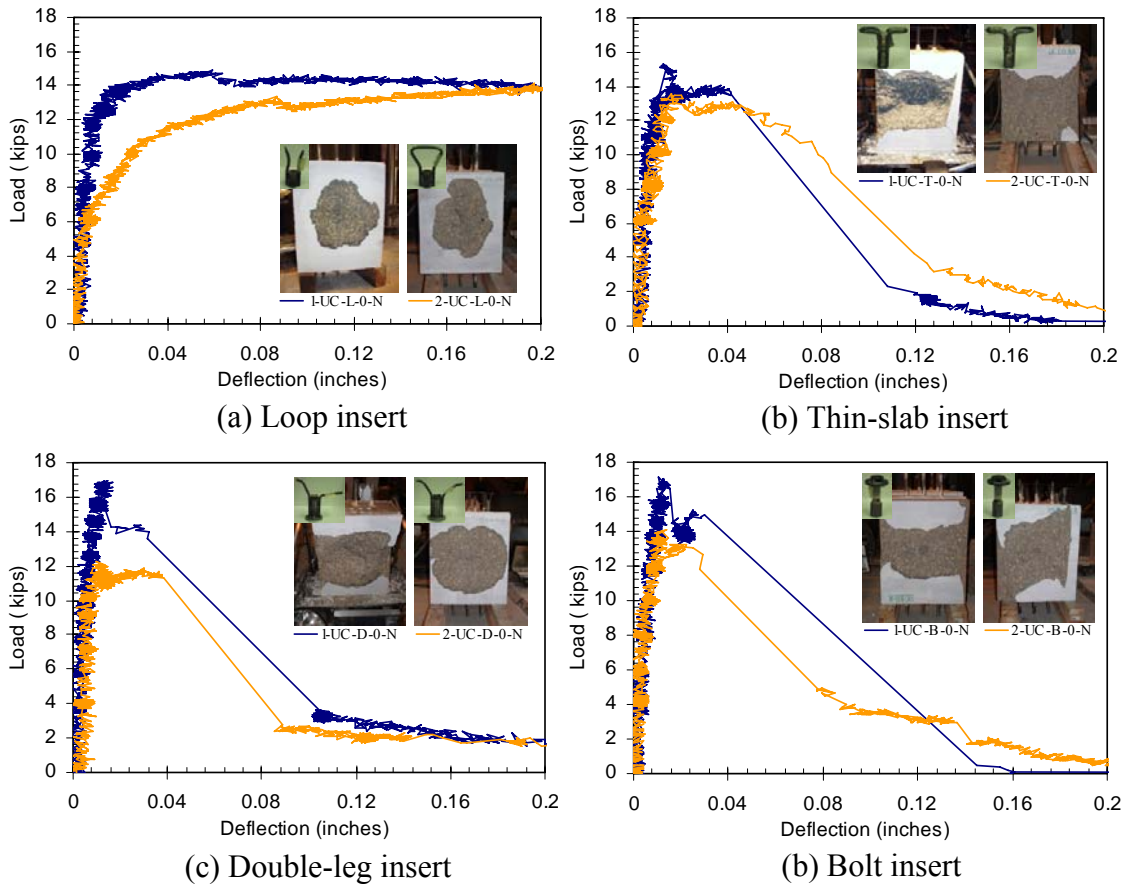 18
16
14
12
10
8
6
4
2
0
Load ( kips)
1-UC-L-0-N 2-UC-L-0-N
0 0.04 0.08 0.12 0.16 0.2
Deflection (inches)
(a) Loop insert
18
16
14
12
10
8
6
4
2
0
Load ( kips)
1-UC-T-0-N 2-UC-T-0-N
0 0.04 0.08 0.12 0.16 0.2
Deflection (inches)
(b) Thin-slab insert
18
16
14
12
10
8
6
4
2
0
Load ( kips)
1-UC-D-0-N 2-UC-D-0-N
0 0.04 0.08 0.12 0.16 0.2
Deflection (inches)
(c) Double-leg insert
18
16
14
12
10
8
6
4
2
0
Load ( kips)
1-UC-B-0-N 2-UC-B-0-N
0 0.04 0.08 0.12 0.16 0.2
Deflection (inches)
(b) Bolt insert